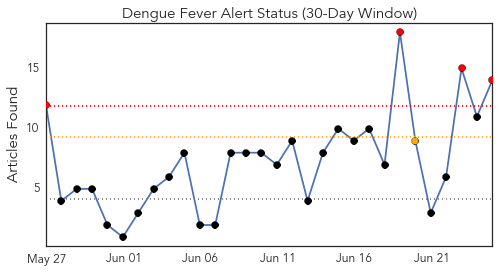 Dengue Fever Alert Status (30-Day Window)
Articles Found
15
10
5
May 27
Jun 01
Jun 06
Jun 11
Jun 16
Jun 21